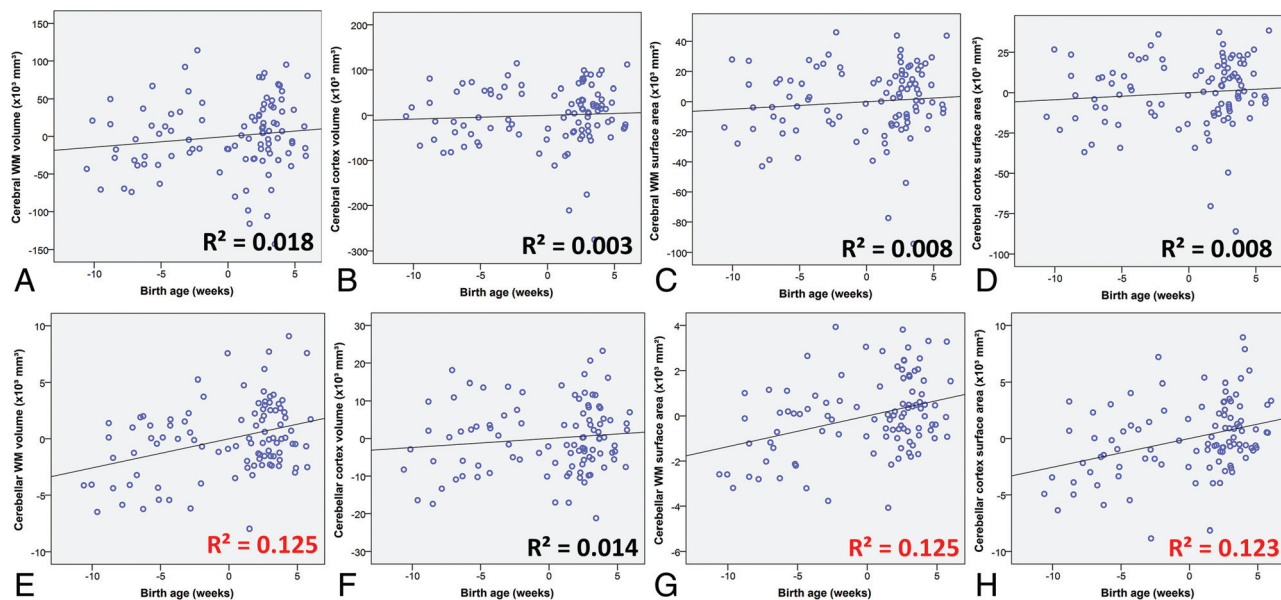 Cerebral WM volume (x10³ mm³)
150
100
50
0
-50
-100
-150
-10
-5
0
5
R² = 0.018
A
Birth age (weeks)
Cerebral cortex volume (x10³ mm³)
200
100
0
-100
-200
-300
-10
-5
0
5
R² = 0.003
B
Birth age (weeks)
Cerebral WM surface area (x10³ mm²)
40
20
0
-20
-40
-60
-80
-100
-10
-5
0
5
R² = 0.008
C
Birth age (weeks)
Cerebral cortex surface area (x10³ mm²)
25
0
-25
-50
-75
-100
-10
-5
0
5
R² = 0.008
D
Birth age (weeks)
Cerebellar WM volume (x10³ mm³)
10
5
0
-5
-10
-10
-5
0
5
R² = 0.125
E
Birth age (weeks)
Cerebellar cortex volume (x10³ mm³)
30
20
10
0
-10
-20
-30
-10
-5
0
5
R² = 0.014
F
Birth age (weeks)
Cerebellar WM surface area (x10³ mm²)
4
2
0
-2
-4
-6
-10
-5
0
5
R² = 0.125
G
Birth age (weeks)
Cerebellar cortex surface area (x10³ mm²)
10
5
0
-5
-10
-10
-5
0
5
R² = 0.123
H
Birth age (weeks)